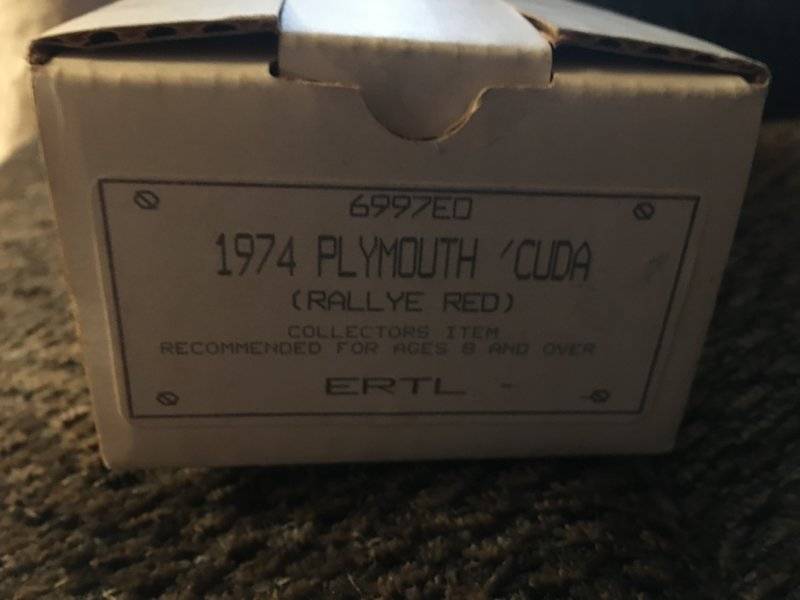 6997EO
1974 PLYMOUTH 'CUDA
(RALLYE RED)
COLLECTORS ITEM
RECOMMENDED FOR AGES 8 AND OVER
ERTL